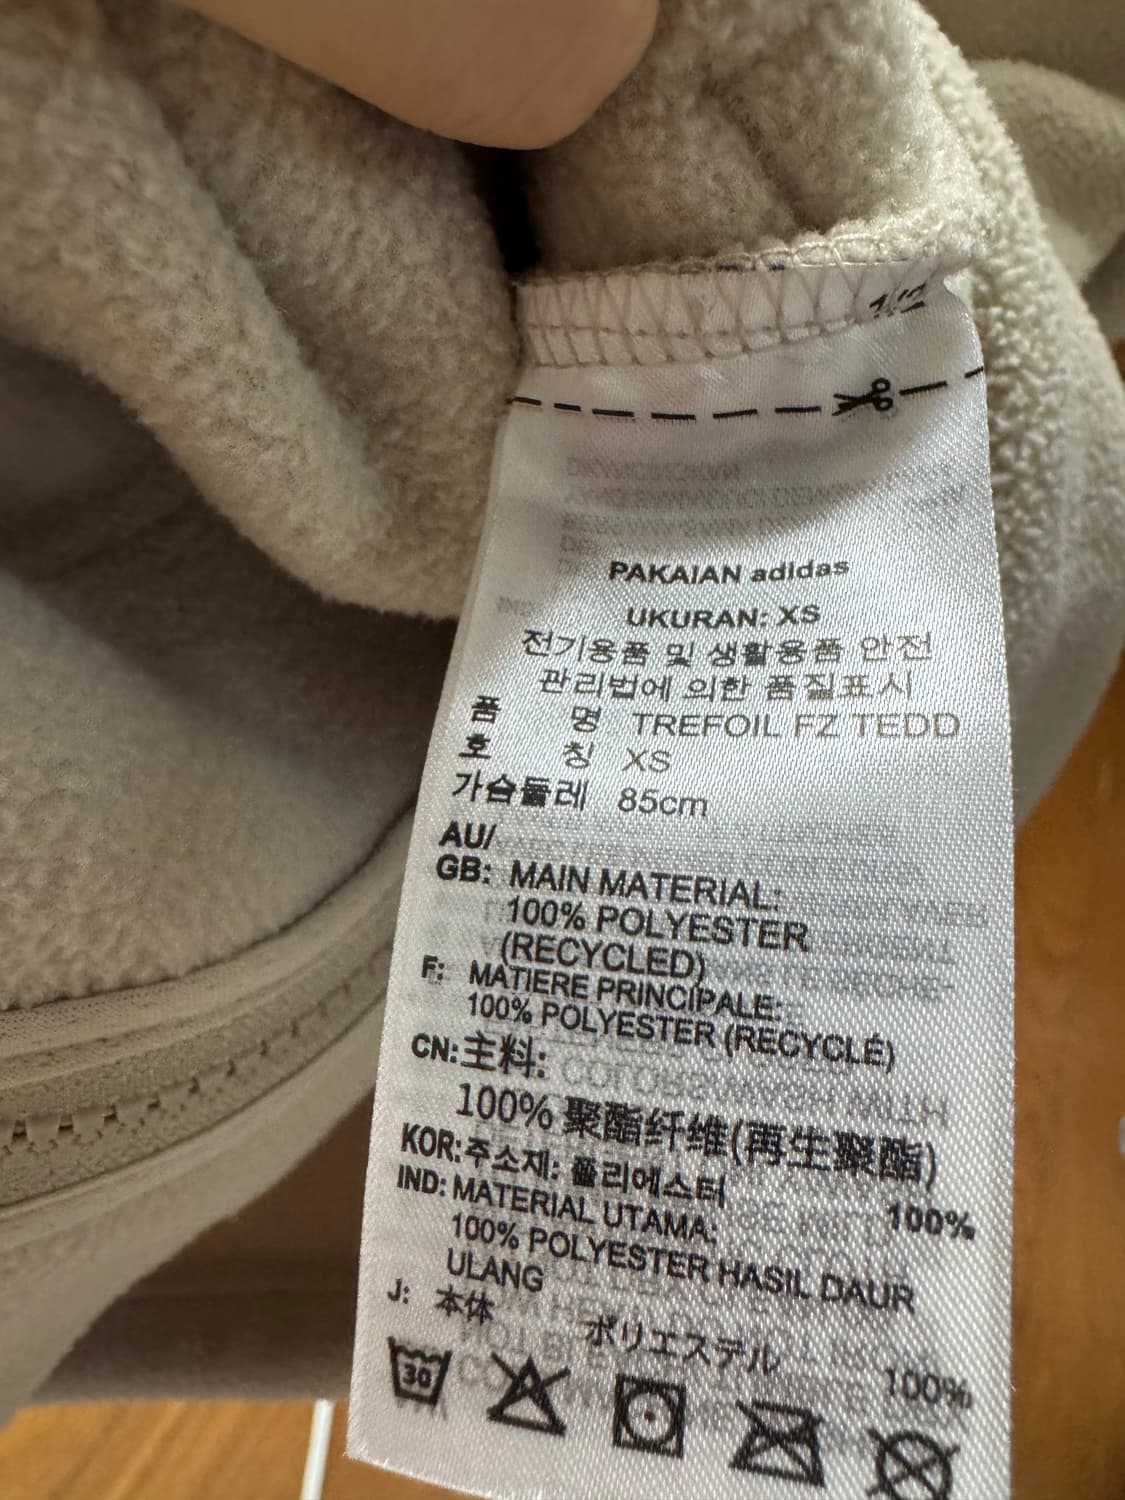 PAKAIAN adidas
UKURAN: XS
전기용품 및 생활용품 안전
관리법에 의한 품질표시
품 명 TREFOIL FZ TEDD
호 칭 XS
가슴둘레 85cm
AU/
GB: MAIN MATERIAL:
100% POLYESTER
(RECYCLED)
F: MATIERE PRINCIPALE:
100% POLYESTER (RECYCLÉ)
CN:主料:
100% 聚酯纤维(再生聚酯)
KOR:주소재: 폴리에스터
100%
IND: MATERIAL UTAMA:
100% POLYESTER HASIL DAUR
ULANG
J: 本体 ポリエステル
100%
30